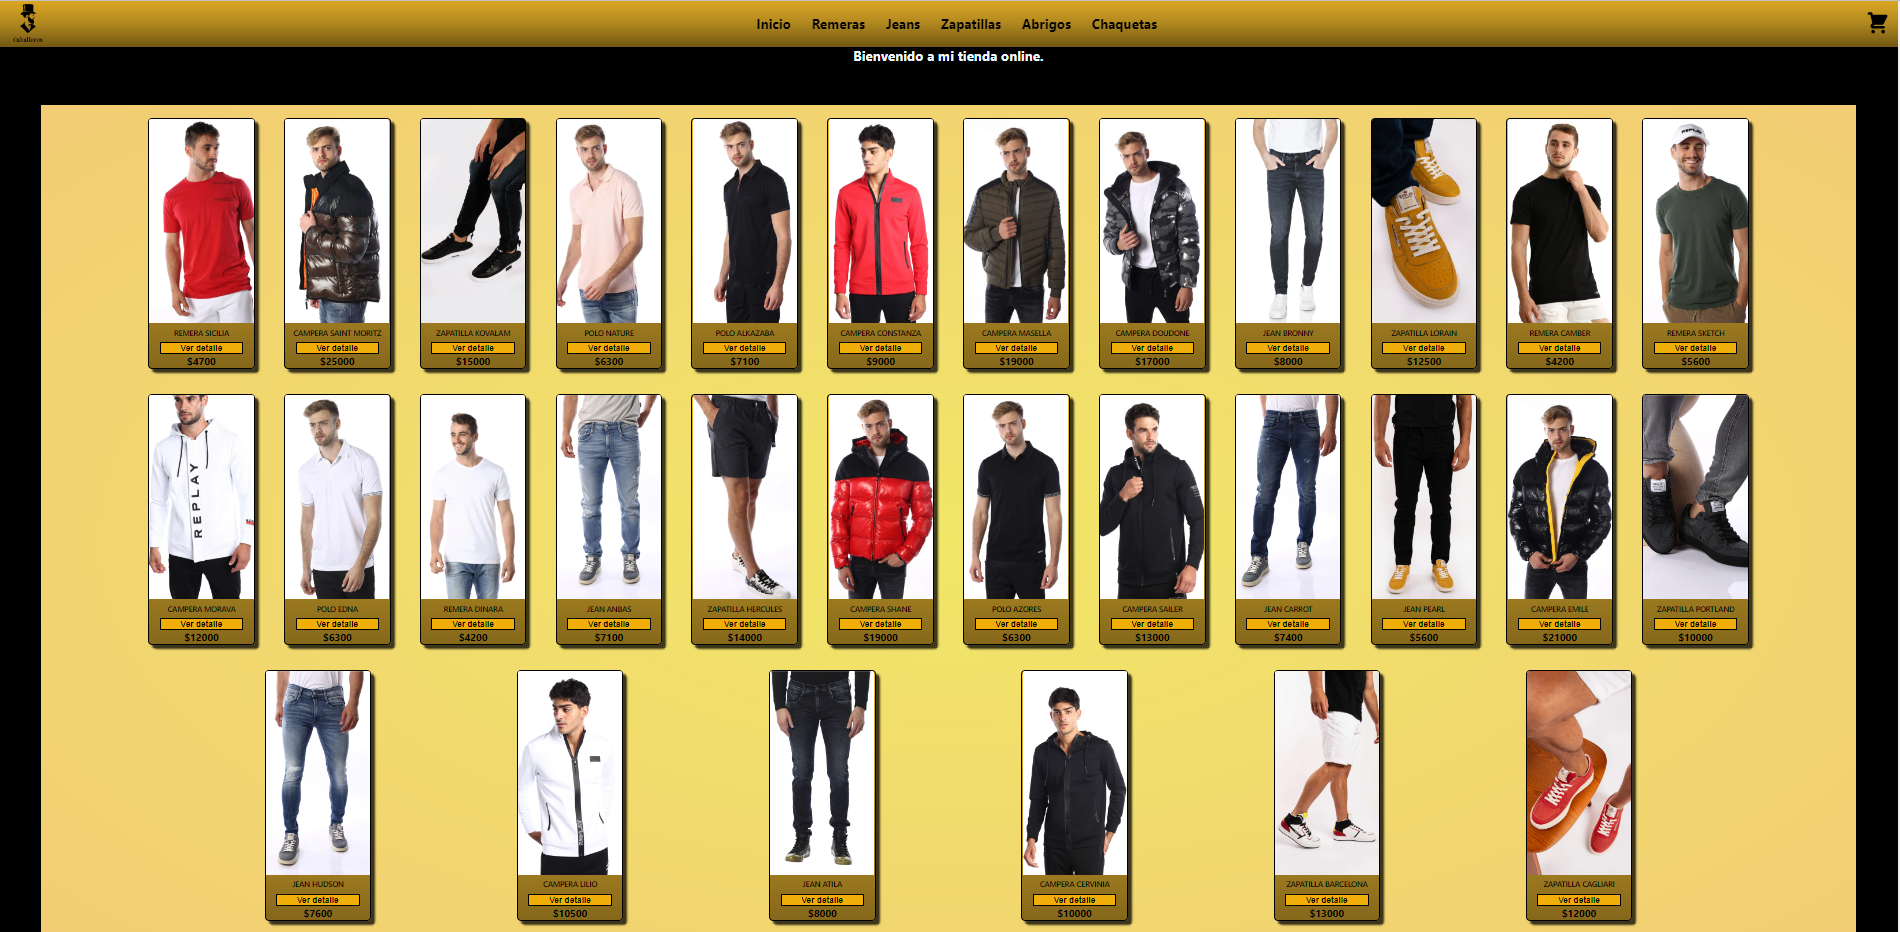 Caballeros
Inicio Remeras Jeans Zapatillas Abrigos Chaquetas
Bienvenido a mi tienda online.
REMERA SICILIA
Ver detalle
$4700
CAMPERA SAINT MORITZ
Ver detalle
$25000
ZAPATILLA KOVALAM
Ver detalle
$15000
POLO NATURE
Ver detalle
$6300
POLO ALKAZABA
Ver detalle
$7100
CAMPERA CONSTANZA
Ver detalle
$9000
CAMPERA MASELLA
Ver detalle
$19000
CAMPERA DOUDONE
Ver detalle
$17000
JEAN BRONNY
Ver detalle
$8000
ZAPATILLA LORAIN
Ver detalle
$12500
REMERA CAMBER
Ver detalle
$4200
REMERA SKETCH
Ver detalle
$5600
REPLAY
CAMPERA MORAVA
Ver detalle
$12000
POLO EDNA
Ver detalle
$6300
REMERA DINARA
Ver detalle
$4200
JEAN ANBAS
Ver detalle
$7100
ZAPATILLA HERCULES
Ver detalle
$14000
CAMPERA SHANE
Ver detalle
$19000
POLO AZORES
Ver detalle
$6300
CAMPERA SAILER
Ver detalle
$13000
JEAN CARROT
Ver detalle
$7400
JEAN PEARL
Ver detalle
$5600
CAMPERA EMILE
Ver detalle
$21000
ZAPATILLA PORTLAND
Ver detalle
$10000
JEAN HUDSON
Ver detalle
$7600
CAMPERA LILIO
Ver detalle
$10500
JEAN ATILA
Ver detalle
$8000
CAMPERA CERVINIA
Ver detalle
$10000
ZAPATILLA BARCELONA
Ver detalle
$13000
ZAPATILLA CAGLIARI
Ver detalle
$12000